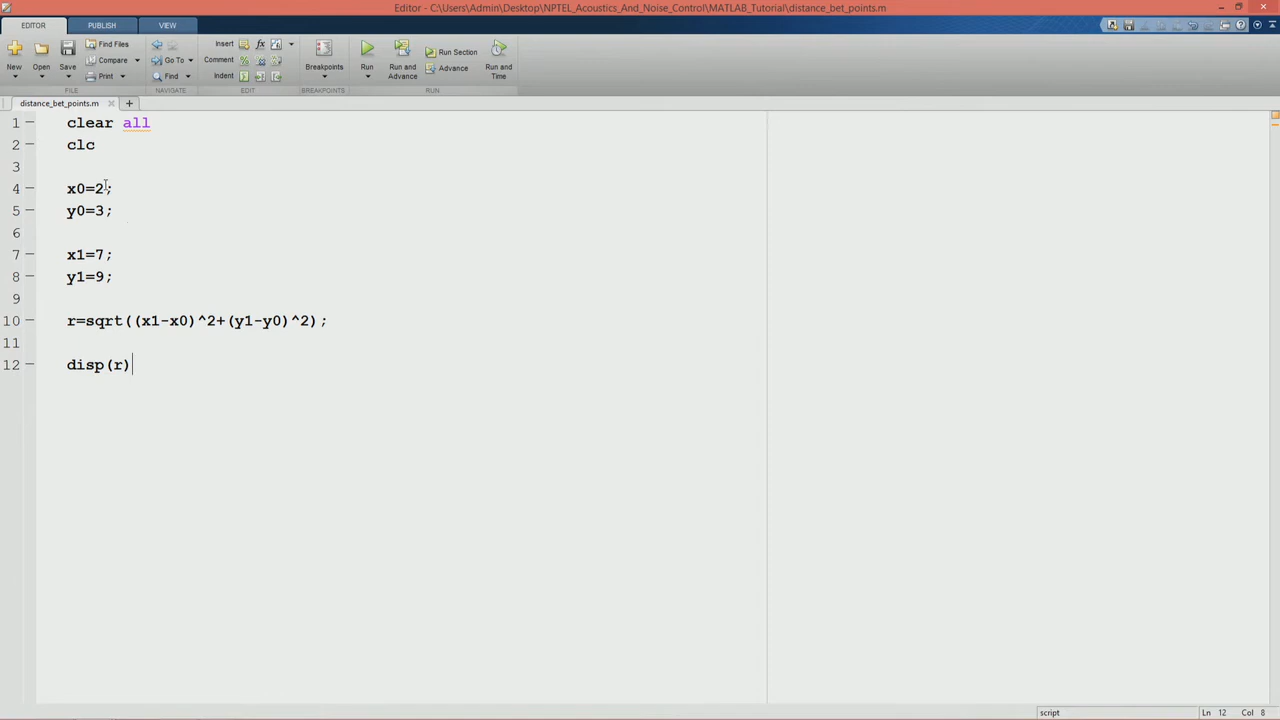 Editor - C:\Users\Admin\Desktop\NPTEL_Acoustics_And_Noise_Control\MATLAB_Tutorial\distance_bet_points.m
EDITOR PUBLISH VIEW
New Open Save Find Files Compare Print
Go To Find
Insert fx
Comment
Indent
Breakpoints
Run Run and Advance Run Section Advance Run and Time
FILE NAVIGATE EDIT BREAKPOINTS RUN
distance_bet_points.m
1 clear all
2 clc
3
4 x0=2;
5 y0=3;
6
7 x1=7;
8 y1=9;
9
10 r=sqrt((x1-x0)^2+(y1-y0)^2);
11
12 disp(r)
script Ln 12 Col 8